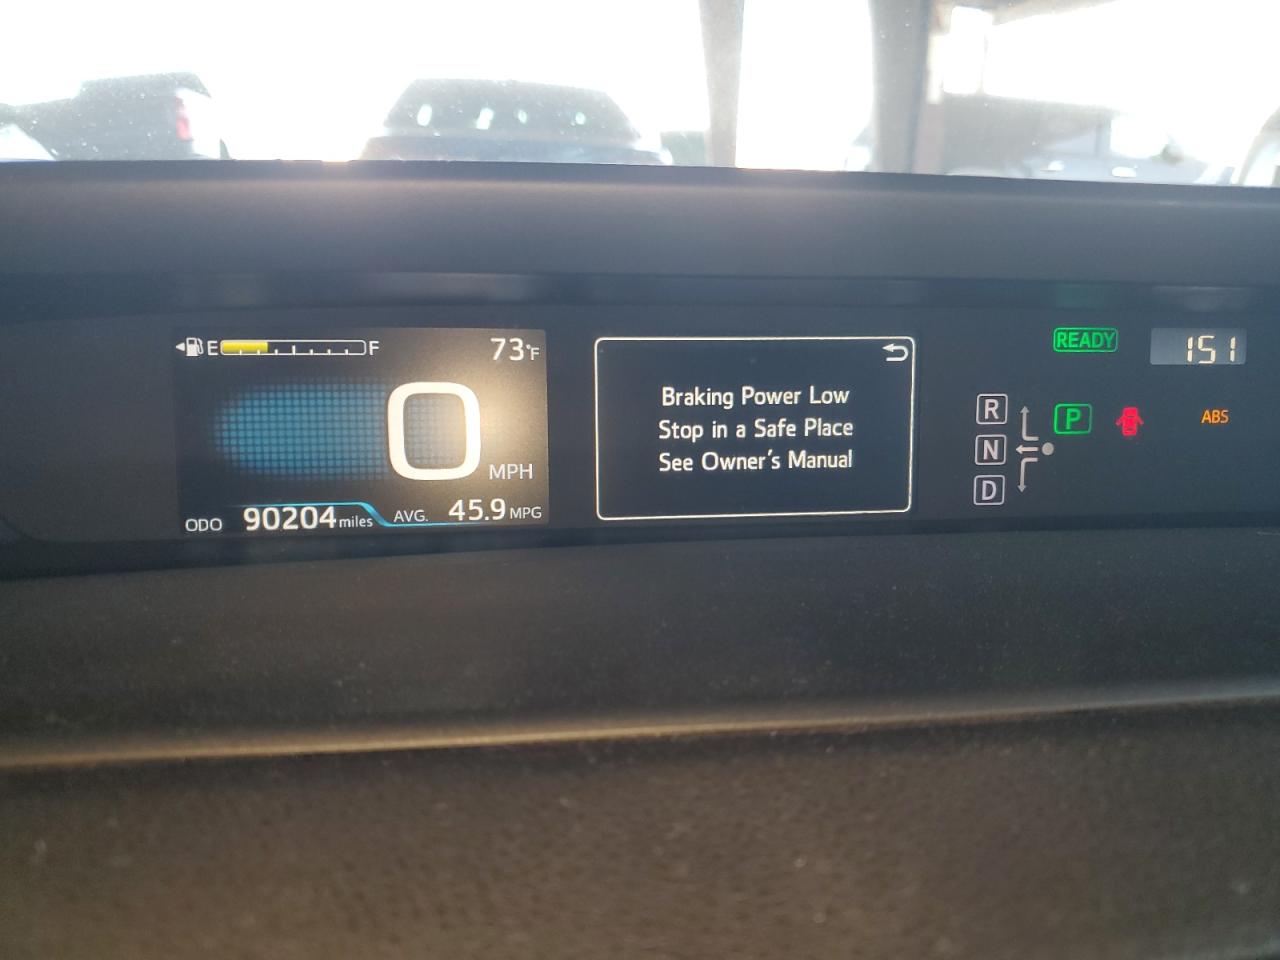 E F 73°F
0 MPH
ODO 90204 miles AVG. 45.9 MPG
Braking Power Low
Stop in a Safe Place
See Owner's Manual
READY 151
R
N
D
P
ABS